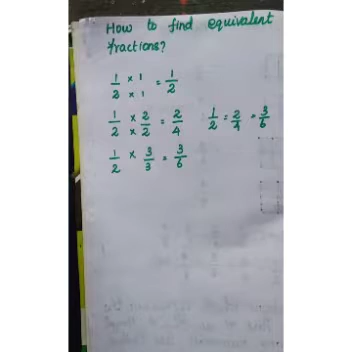 How to find equivalent
fractions?
1/2 × 1 / × 1 = 1/2
1/2 × 2 / × 2 = 2/4 1/2 = 2/4 = 3/6
1/2 × 3/3 = 3/6